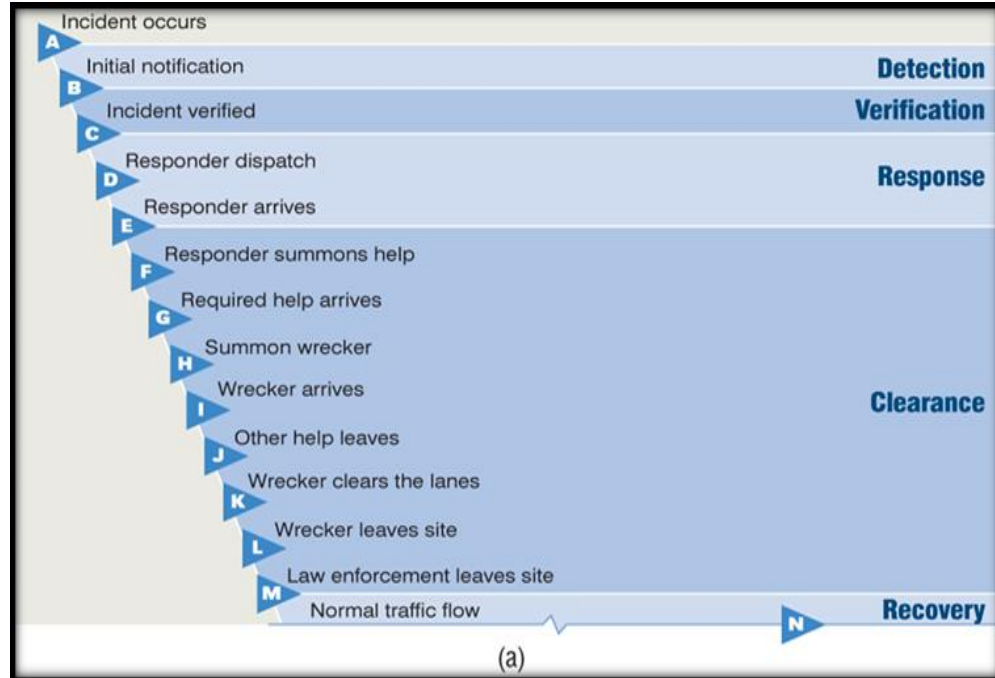 Incident occurs
A
Initial notification
Detection
B
Incident verified
Verification
C
Responder dispatch
D
Response
Responder arrives
E
Responder summons help
F
Required help arrives
G
Summon wrecker
H
Wrecker arrives
I
Clearance
Other help leaves
J
Wrecker clears the lanes
K
Wrecker leaves site
L
Law enforcement leaves site
M
Normal traffic flow
N
Recovery
(a)